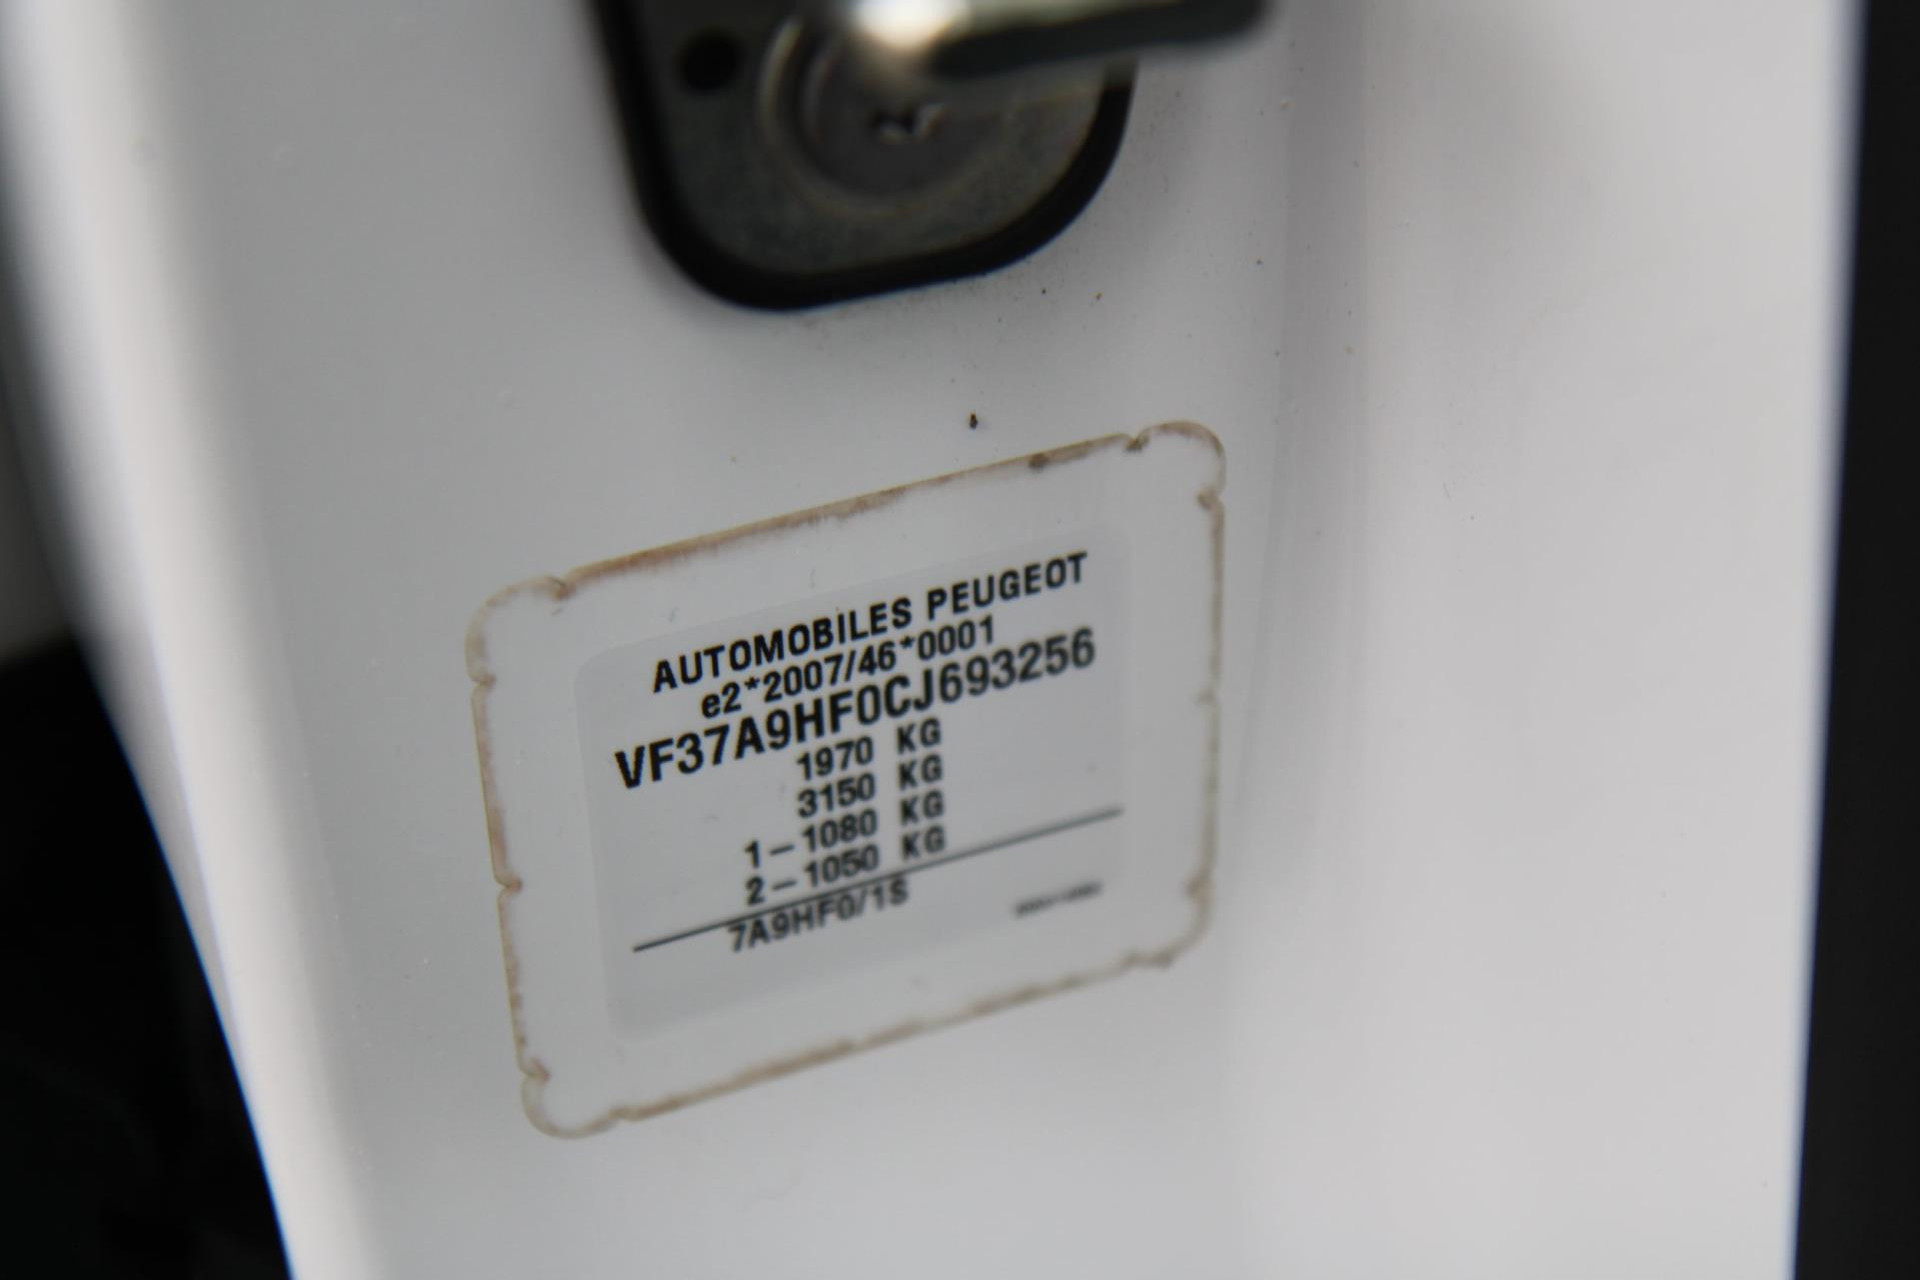 AUTOMOBILES PEUGEOT
e2*2007/46*0001
VF37A9HF0CJ693256
1970 KG
3150 KG
1–1080 KG
2–1050 KG
7A9HF0/1S